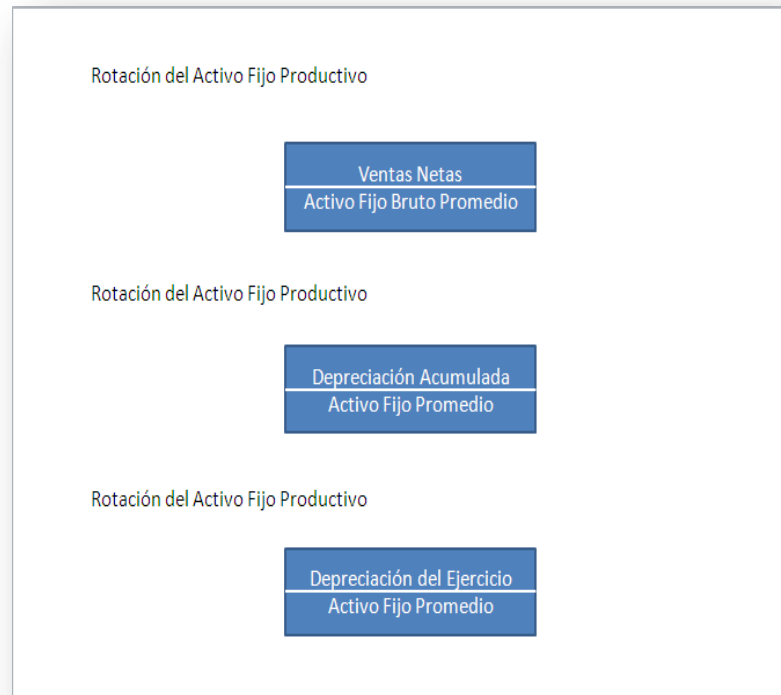 Rotación del Activo Fijo Productivo
Ventas Netas
Activo Fijo Bruto Promedio
Rotación del Activo Fijo Productivo
Depreciación Acumulada
Activo Fijo Promedio
Rotación del Activo Fijo Productivo
Depreciación del Ejercicio
Activo Fijo Promedio